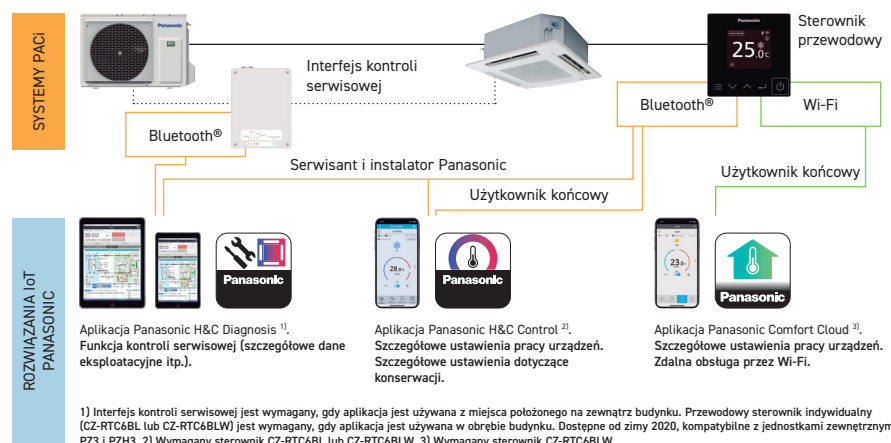 SYSTEMY PACi
Panasonic
Panasonic
25.0°C
Sterownik
przewodowy
Interfejs kontroli
serwisowej
Bluetooth®
Bluetooth®
Wi-Fi
Serwisant i instalator Panasonic
Użytkownik końcowy
Użytkownik końcowy
ROZWIĄZANIA IoT
PANASONIC
Panasonic
28.0
Panasonic
23.0
Panasonic
Aplikacja Panasonic H&C Diagnosis 1).
Funkcja kontroli serwisowej (szczegółowe dane
eksploatacyjne itp.).
Aplikacja Panasonic H&C Control 2).
Szczegółowe ustawienia pracy urządzeń.
Szczegółowe ustawienia dotyczące
konserwacji.
Aplikacja Panasonic Comfort Cloud 3).
Szczegółowe ustawienia pracy urządzeń.
Zdalna obsługa przez Wi-Fi.
1) Interfejs kontroli serwisowej jest wymagany, gdy aplikacja jest używana z miejsca położonego na zewnątrz budynku. Przewodowy sterownik indywidualny
(CZ-RTC6BL lub CZ-RTC6BLW) jest wymagany, gdy aplikacja jest używana w obrębie budynku. Dostępne od zimy 2020, kompatybilne z jednostkami zewnętrznym
PZ3 i PZH3. 2) Wymagany sterownik CZ-RTC6BL lub CZ-RTC6BLW. 3) Wymagany sterownik CZ-RTC6BLW.